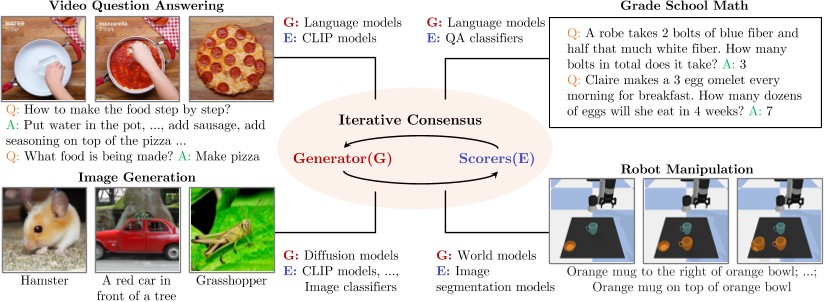 Video Question Answering
WATER
mozzarella
Q: How to make the food step by step?
A: Put water in the pot, ..., add sausage, add
seasoning on top of the pizza ...
Q: What food is being made? A: Make pizza
G: Language models
E: CLIP models
G: Language models
E: QA classifiers
Grade School Math
Q: A robe takes 2 bolts of blue fiber and
half that much white fiber. How many
bolts in total does it take? A: 3
Q: Claire makes a 3 egg omelet every
morning for breakfast. How many dozens
of eggs will she eat in 4 weeks? A: 7
Iterative Consensus
Generator(G)
Scorers(E)
Image Generation
Hamster
A red car in
front of a tree
Grasshopper
G: Diffusion models
E: CLIP models, ...,
Image classifiers
G: World models
E: Image
segmentation models
Robot Manipulation
Orange mug to the right of orange bowl; ...;
Orange mug on top of orange bowl